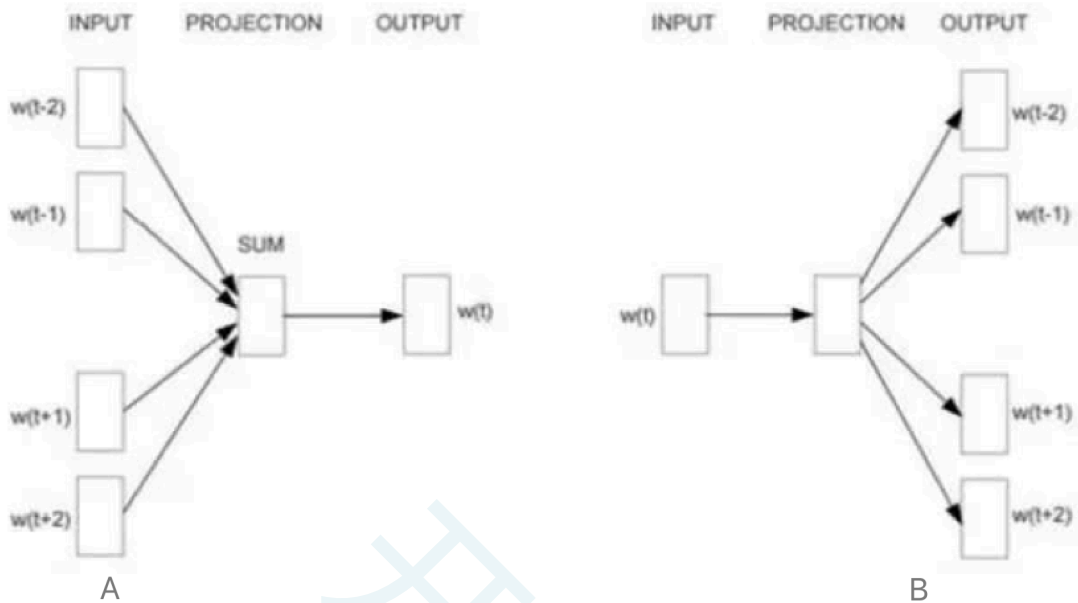 INPUT PROJECTION OUTPUT
w(t-2)
w(t-1)
SUM
w(t)
w(t+1)
w(t+2)
A
INPUT PROJECTION OUTPUT
w(t-2)
w(t-1)
w(t)
w(t+1)
w(t+2)
B